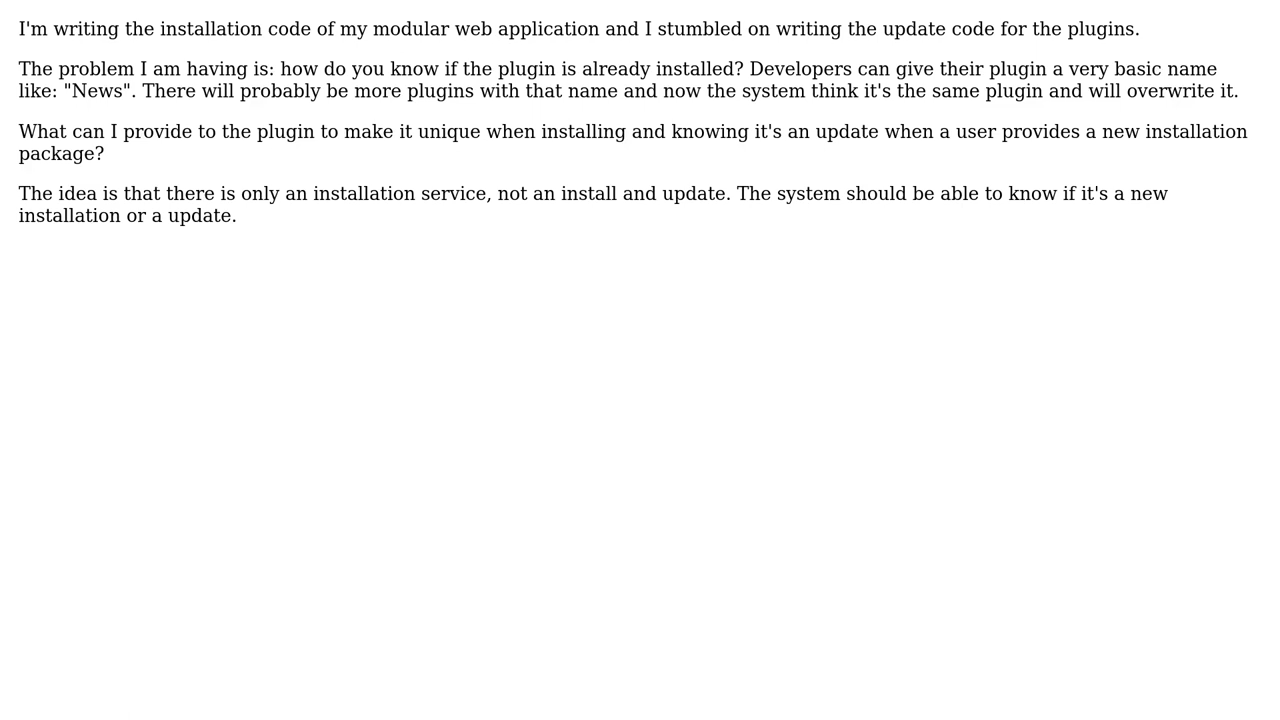 I'm writing the installation code of my modular web application and I stumbled on writing the update code for the plugins.
The problem I am having is: how do you know if the plugin is already installed? Developers can give their plugin a very basic name
like: "News". There will probably be more plugins with that name and now the system think it's the same plugin and will overwrite it.
What can I provide to the plugin to make it unique when installing and knowing it's an update when a user provides a new installation
package?
The idea is that there is only an installation service, not an install and update. The system should be able to know if it's a new
installation or a update.